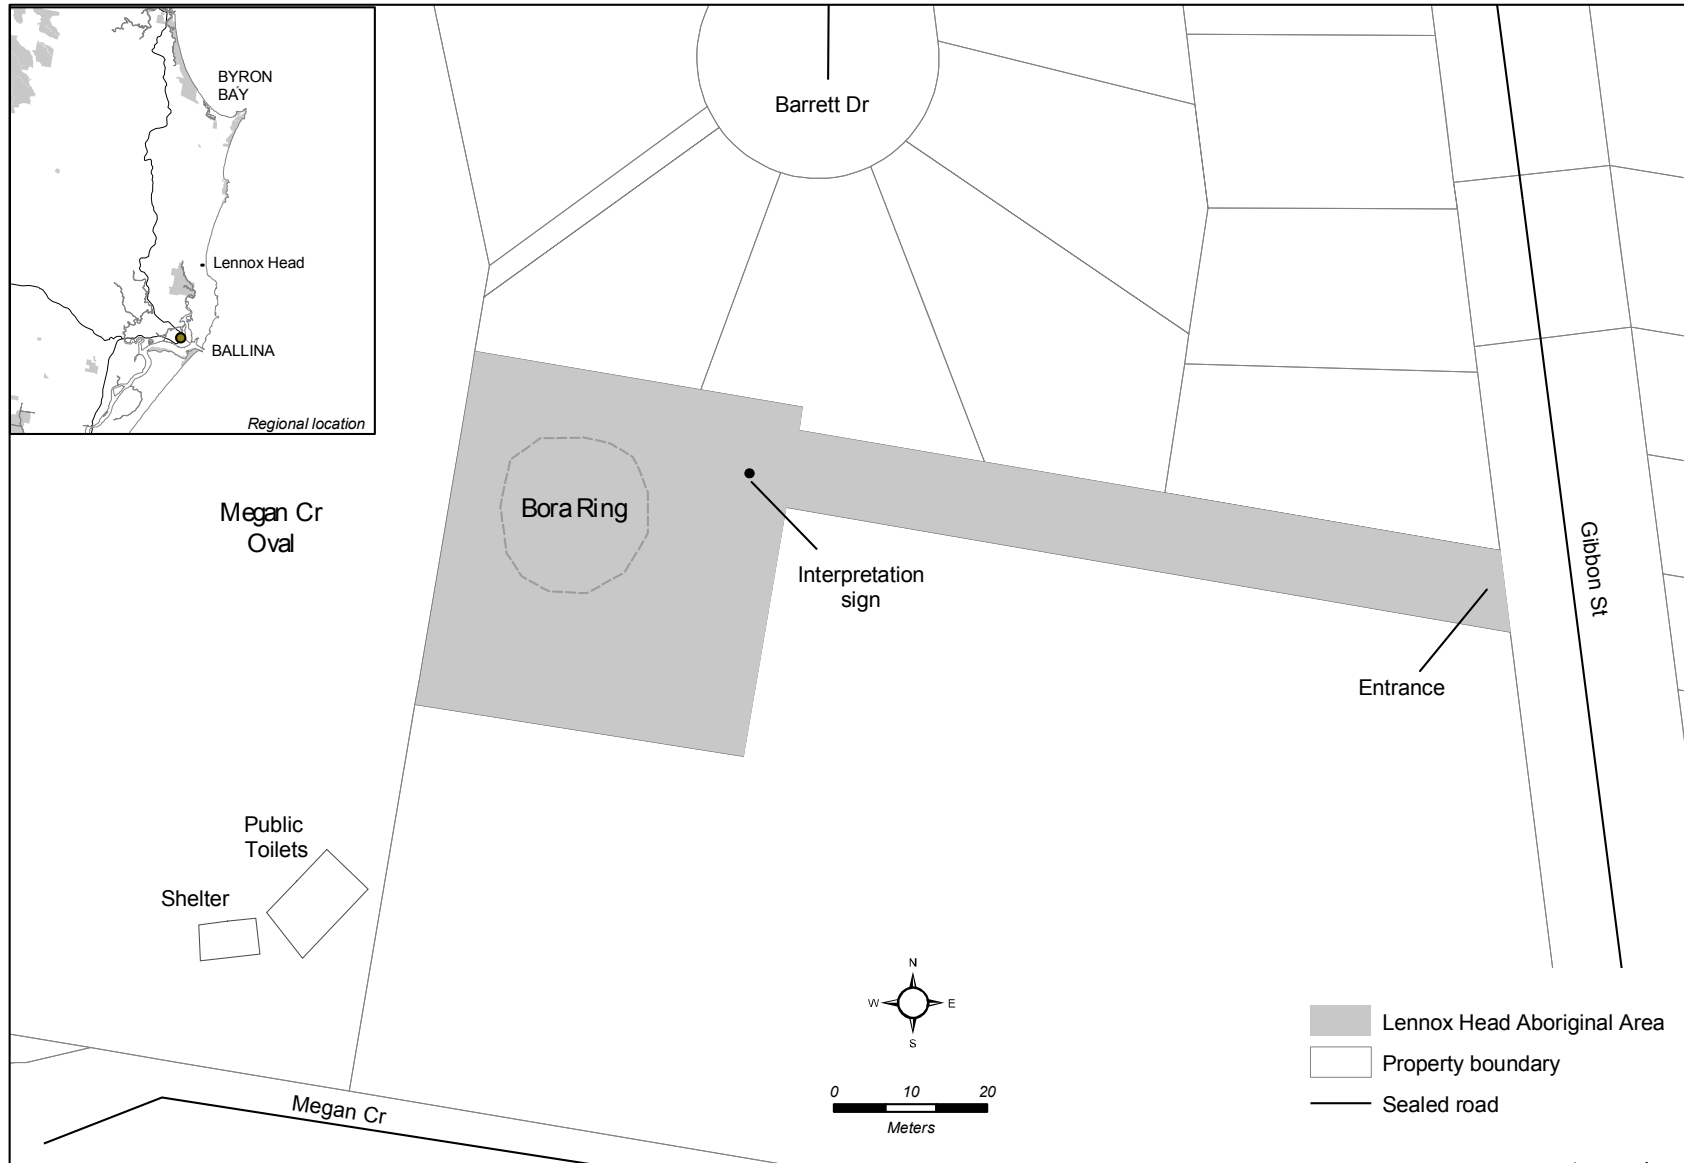 BYRON
BAY
Lennox Head
BALLINA
Regional location
Barrett Dr
Megan Cr
Oval
Bora Ring
Interpretation
sign
Gibbon St
Entrance
Public
Toilets
Shelter
N
W
E
S
0 10 20
Meters
Megan Cr
Lennox Head Aboriginal Area
Property boundary
Sealed road